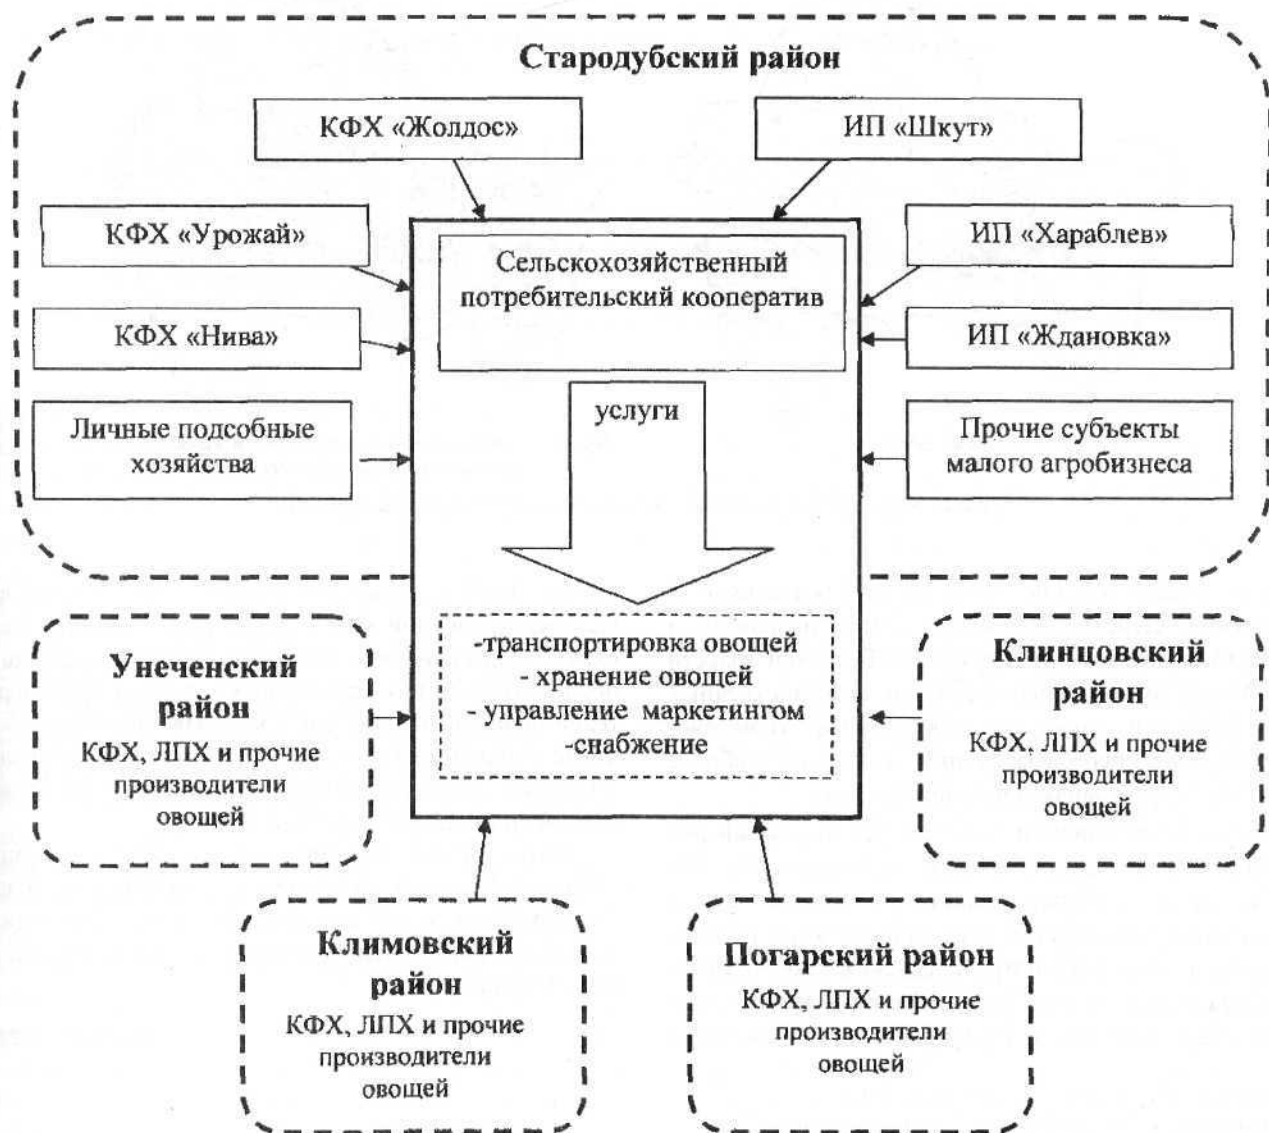 Стародубский район
КФХ «Жолдос»
ИП «Шкут»
КФХ «Урожай»
ИП «Хараблев»
Сельскохозяйственный
потребительский кооператив
КФХ «Нива»
ИП «Ждановка»
услуги
Личные подсобные
хозяйства
Прочие субъекты
малого агробизнеса
-транспортировка овощей
- хранение овощей
- управление маркетингом
-снабжение
Унеченский
район
КФХ, ЛПХ и прочие
производители
овощей
Клинцовский
район
КФХ, ЛПХ и прочие
производители
овощей
Климовский
район
КФХ, ЛПХ и прочие
производители
овощей
Погарский район
КФХ, ЛПХ и прочие
производители
овощей